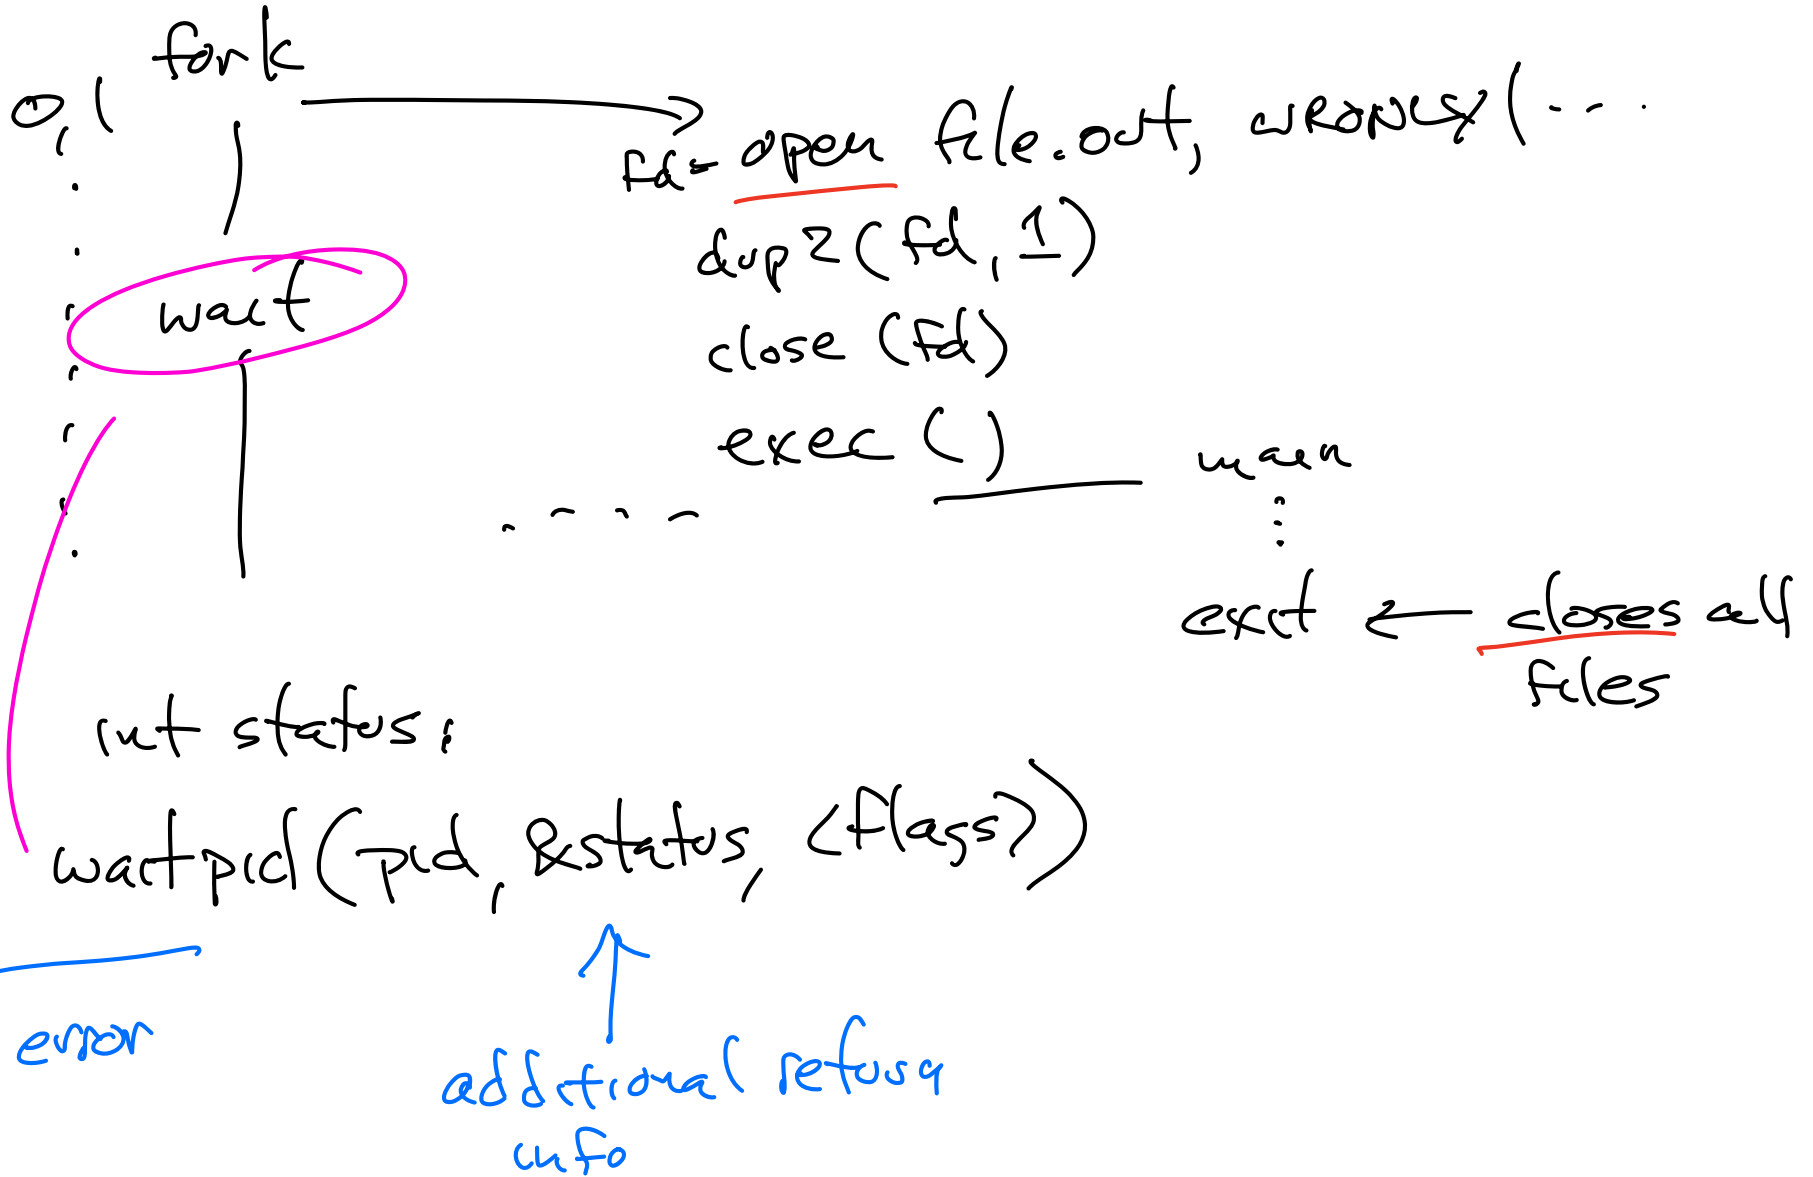 fork
0, 1
fd = open file.out, WRONLY | ...
dup2(fd, 1)
wait
close (fd)
exec ()
main
exit ← closes all
files
int status;
waitpid(pid, &status, <flags>)
error
additional return
info